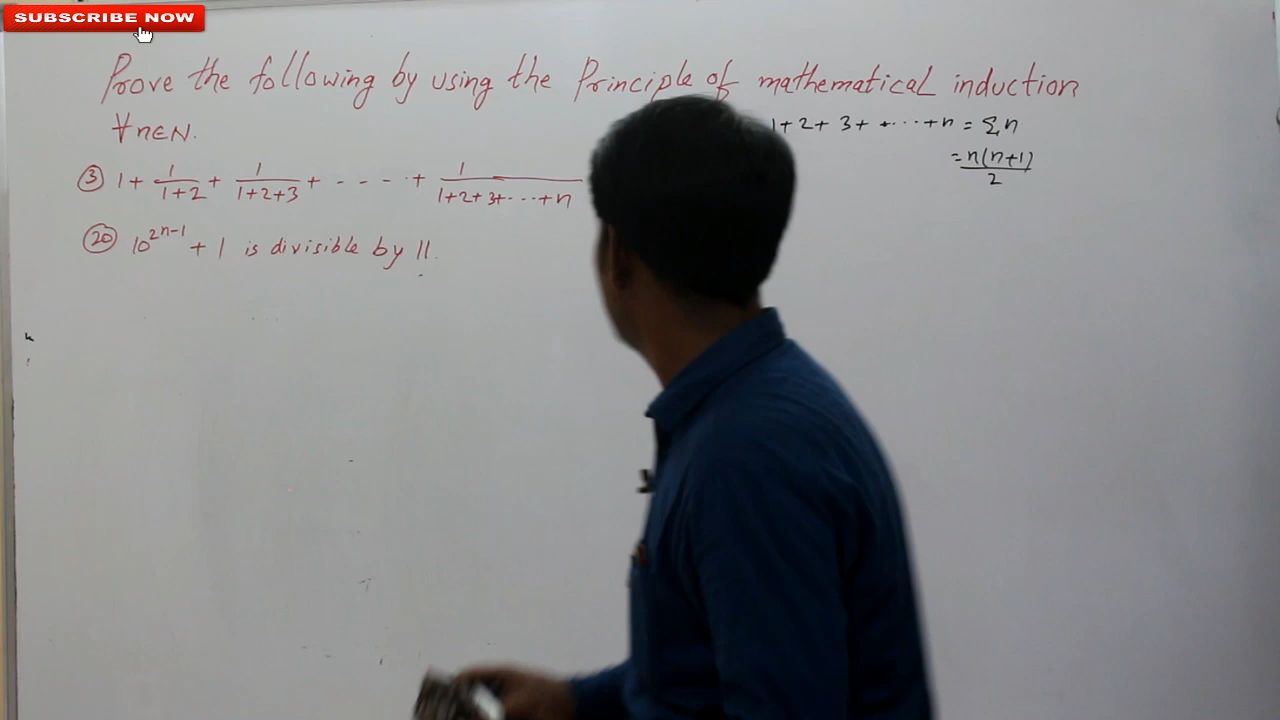 SUBSCRIBE NOW
Prove the following by using the Principle of mathematical induction
∀n∈N.
1+2+3+ ---- +n = Σn
= n(n+1)/2
③ 1 + 1/(1+2) + 1/(1+2+3) + - - - - + 1/(1+2+3+---+n)
⑳ 10^(2n-1) + 1 is divisible by 11.